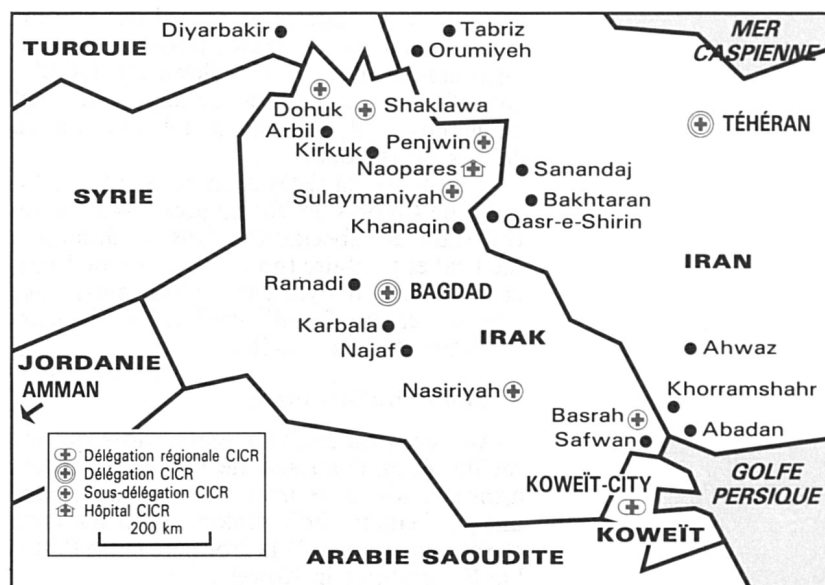 TURQUIE
Diyarbakir
Tabriz
Orumiyeh
MER
CASPIENNE
Dohuk
Shaklawa
Arbil
Kirkuk
Penjwin
Naopares
TÉHÉRAN
SYRIE
Sulaymaniyah
Khanaqin
Sanandaj
Bakhtaran
Qasr-e-Shirin
IRAN
Ramadi
BAGDAD
Karbala
Najaf
IRAK
JORDANIE
AMMAN
Ahwaz
Nasiriyah
Khorramshahr
Basrah
Safwan
Abadan
Délégation régionale CICR
Délégation CICR
Sous-délégation CICR
Hôpital CICR
200 km
KOWEÏT-CITY
KOWEÏT
GOLFE
PERSIQUE
ARABIE SAOUDITE